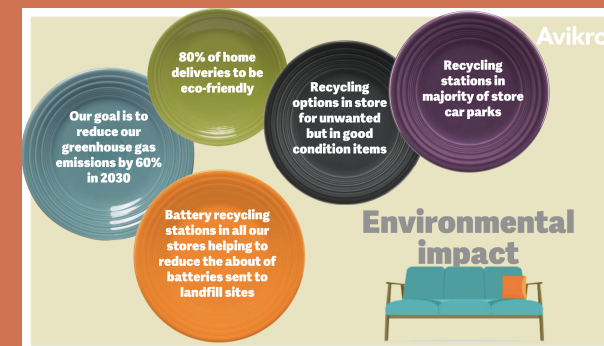 Avikro
80% of home
deliveries to be
eco-friendly
Recycling
stations in
majority of store
car parks
Recycling
options in store
for unwanted
but in good
condition items
Our goal is to
reduce our
greenhouse gas
emissions by 60%
in 2030
Battery recycling
stations in all our
stores helping to
reduce the about of
batteries sent to
landfill sites
Environmental
impact